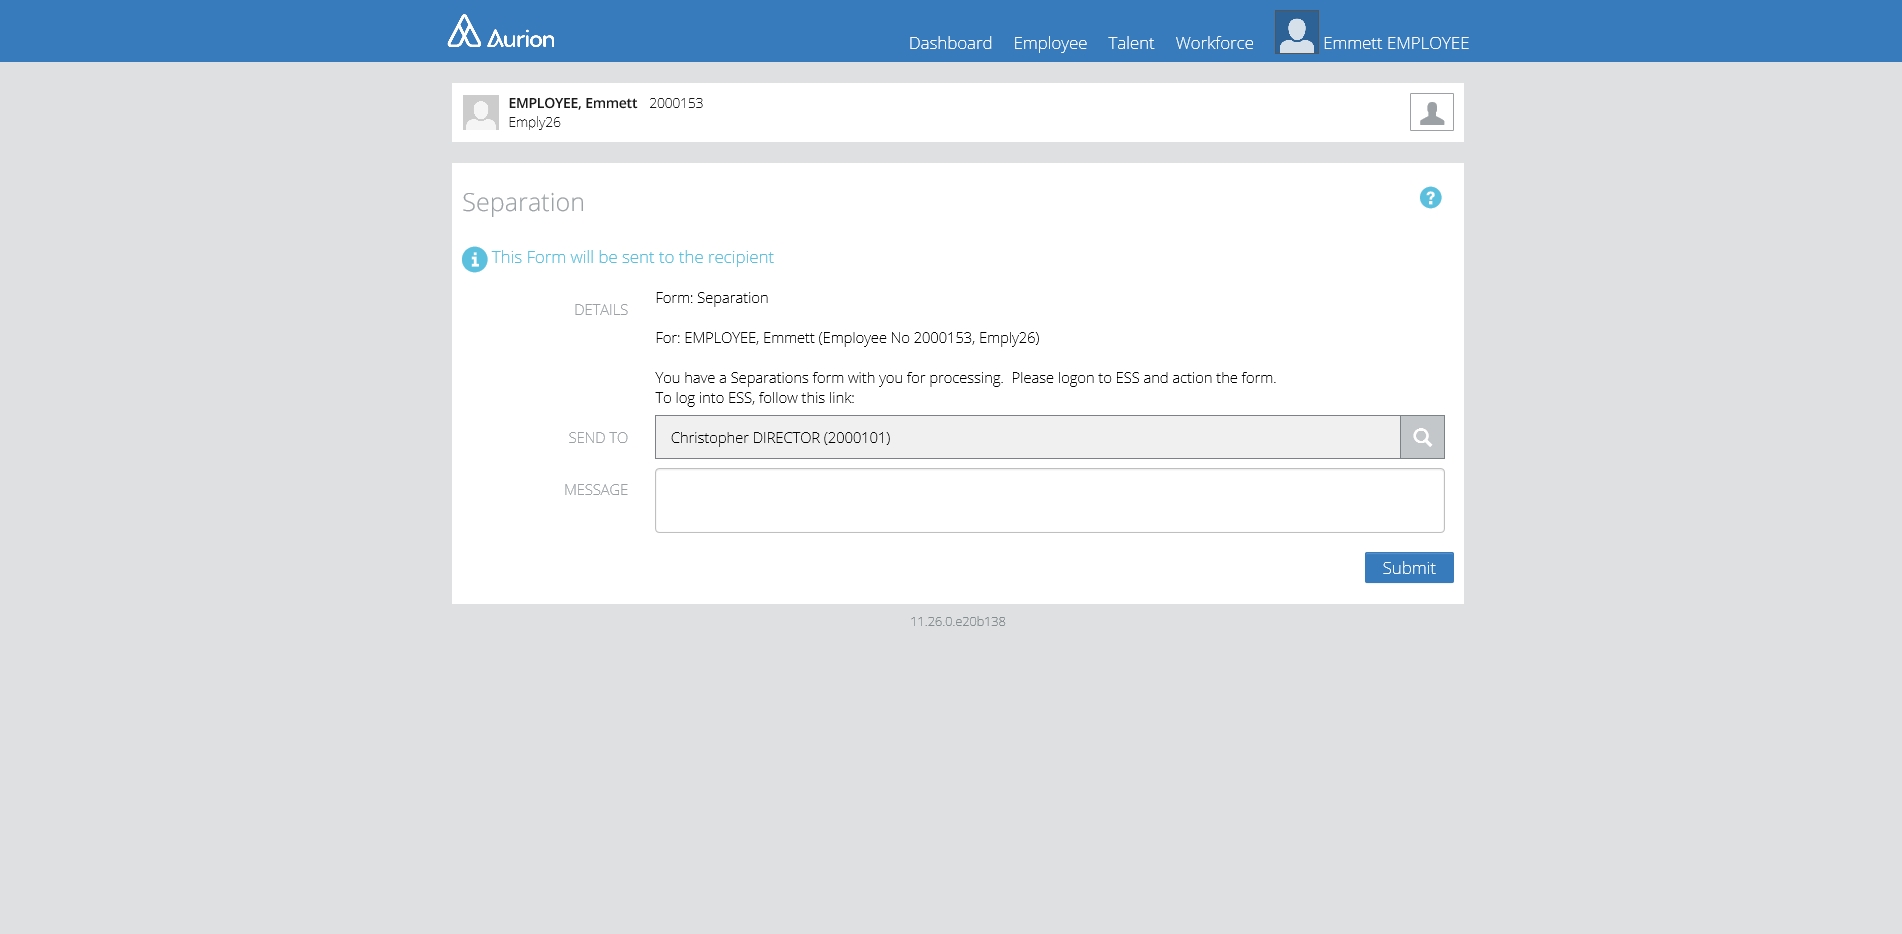 Aurion
Dashboard Employee Talent Workforce Emmett EMPLOYEE
EMPLOYEE, Emmett 2000153
Emply26
Separation
This Form will be sent to the recipient
DETAILS
Form: Separation
For: EMPLOYEE, Emmett (Employee No 2000153, Emply26)
You have a Separations form with you for processing.  Please logon to ESS and action the form.
To log into ESS, follow this link:
SEND TO
Christopher DIRECTOR (2000101)
MESSAGE
Submit
11.26.0.e20b138